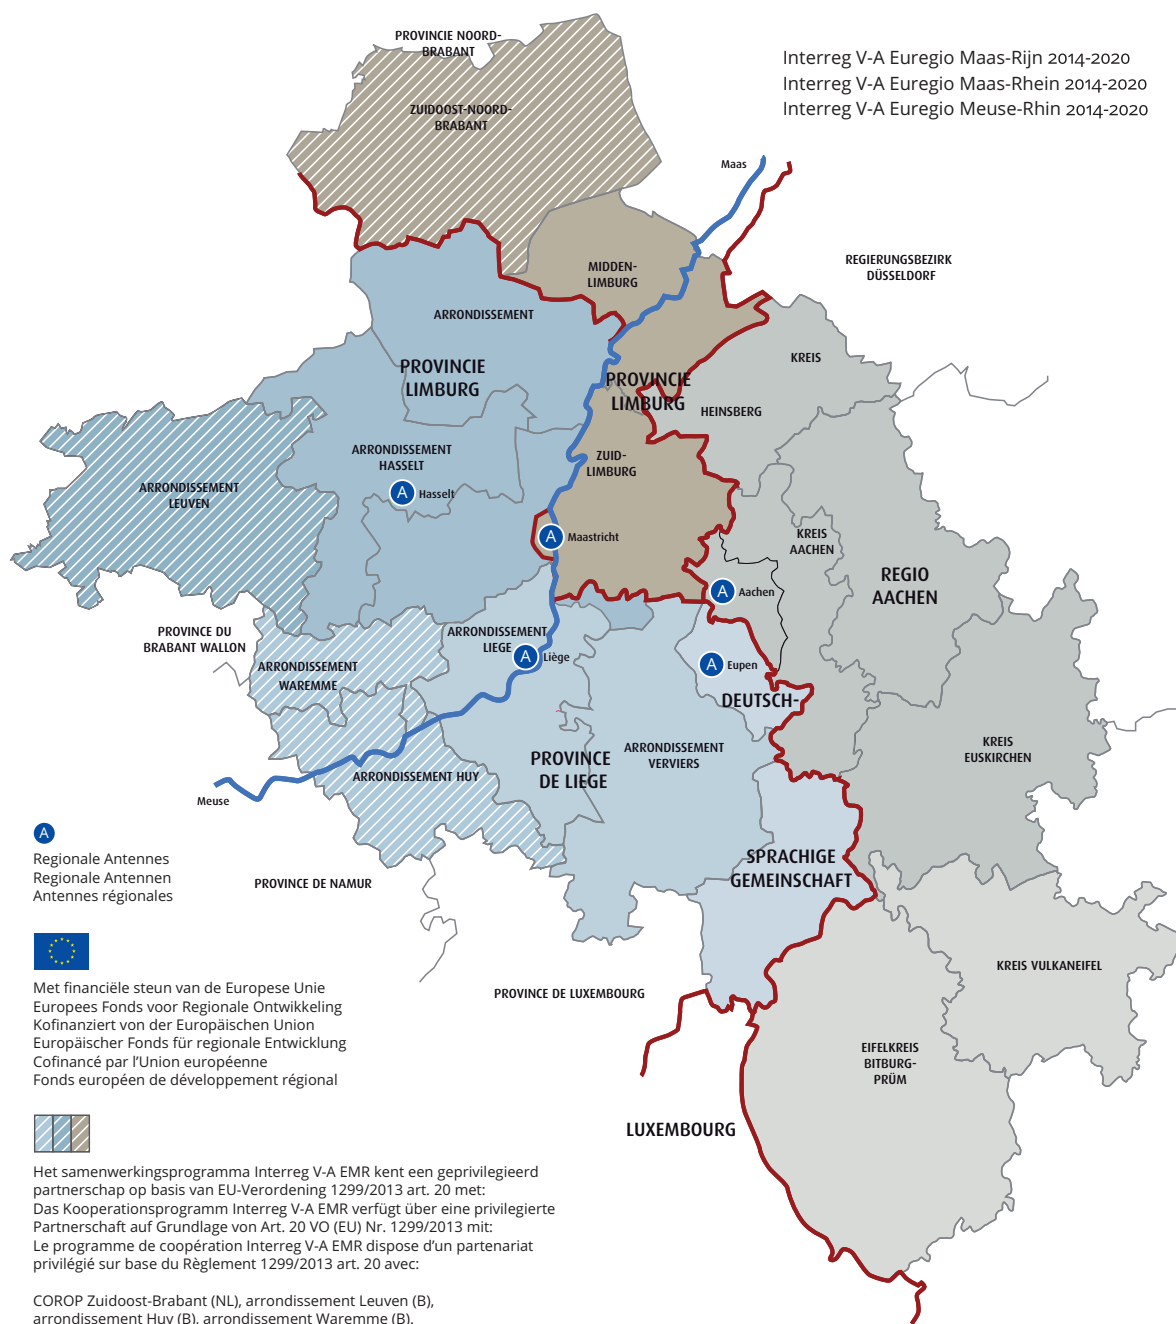 PROVINCIE NOORD-
BRABANT
Interreg V-A Euregio Maas-Rijn 2014-2020
Interreg V-A Euregio Maas-Rhein 2014-2020
Interreg V-A Euregio Meuse-Rhin 2014-2020
ZUIDOOST-NOORD-
BRABANT
Maas
MIDDEN-
LIMBURG
REGIERUNGSBEZIRK
DÜSSELDORF
ARRONDISSEMENT
PROVINCIE
LIMBURG
PROVINCIE
LIMBURG
KREIS
HEINSBERG
ARRONDISSEMENT
HASSELT
A Hasselt
ZUID-
LIMBURG
ARRONDISSEMENT
LEUVEN
A Maastricht
KREIS
AACHEN
REGIO
AACHEN
A Aachen
PROVINCE DU
BRABANT WALLON
ARRONDISSEMENT
LIEGE
A Liège
A Eupen
ARRONDISSEMENT
WAREMME
DEUTSCH-
ARRONDISSEMENT
VERVIERS
KREIS
EUSKIRCHEN
PROVINCE
DE LIEGE
ARRONDISSEMENT HUY
Meuse
A
Regionale Antennes
Regionale Antennen
Antennes régionales
SPRACHIGE
GEMEINSCHAFT
PROVINCE DE NAMUR
KREIS VULKANEIFEL
PROVINCE DE LUXEMBOURG
Met financiële steun van de Europese Unie
Europees Fonds voor Regionale Ontwikkeling
Kofinanziert von der Europäischen Union
Europäischer Fonds für regionale Entwicklung
Cofinancé par l'Union européenne
Fonds européen de développement régional
EIFELKREIS
BITBURG-
PRÜM
LUXEMBOURG
Het samenwerkingsprogramma Interreg V-A EMR kent een geprivilegieerd
partnerschap op basis van EU-Verordening 1299/2013 art. 20 met:
Das Kooperationsprogramm Interreg V-A EMR verfügt über eine privilegierte
Partnerschaft auf Grundlage von Art. 20 VO (EU) Nr. 1299/2013 mit:
Le programme de coopération Interreg V-A EMR dispose d'un partenariat
privilégié sur base du Règlement 1299/2013 art. 20 avec:
COROP Zuidoost-Brabant (NL), arrondissement Leuven (B),
arrondissement Huy (B), arrondissement Waremme (B).